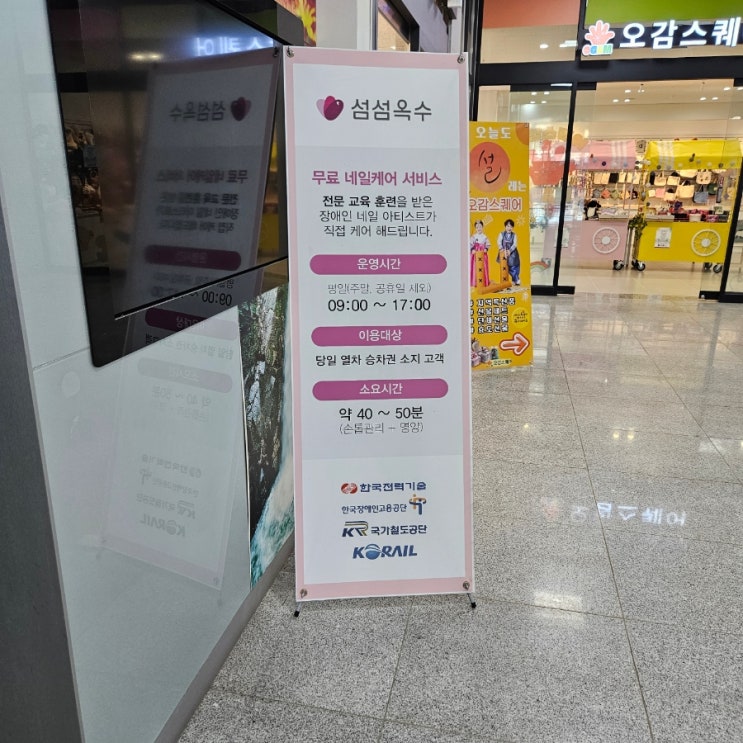 섬섬옥수
무료 네일케어 서비스
전문 교육 훈련을 받은
장애인 네일 아티스트가
직접 케어 해드립니다.
운영시간
평일(주말, 공휴일 제외)
09:00 ~ 17:00
이용대상
당일 열차 승차권 소지 고객
소요시간
약 40 ~ 50분
(손톱관리 - 영양)
한국전력기술
한국장애인고용공단
KR 국가철도공단
KORAIL
오감스퀘
오늘도
설
레는
오감스퀘어
오감스퀘어